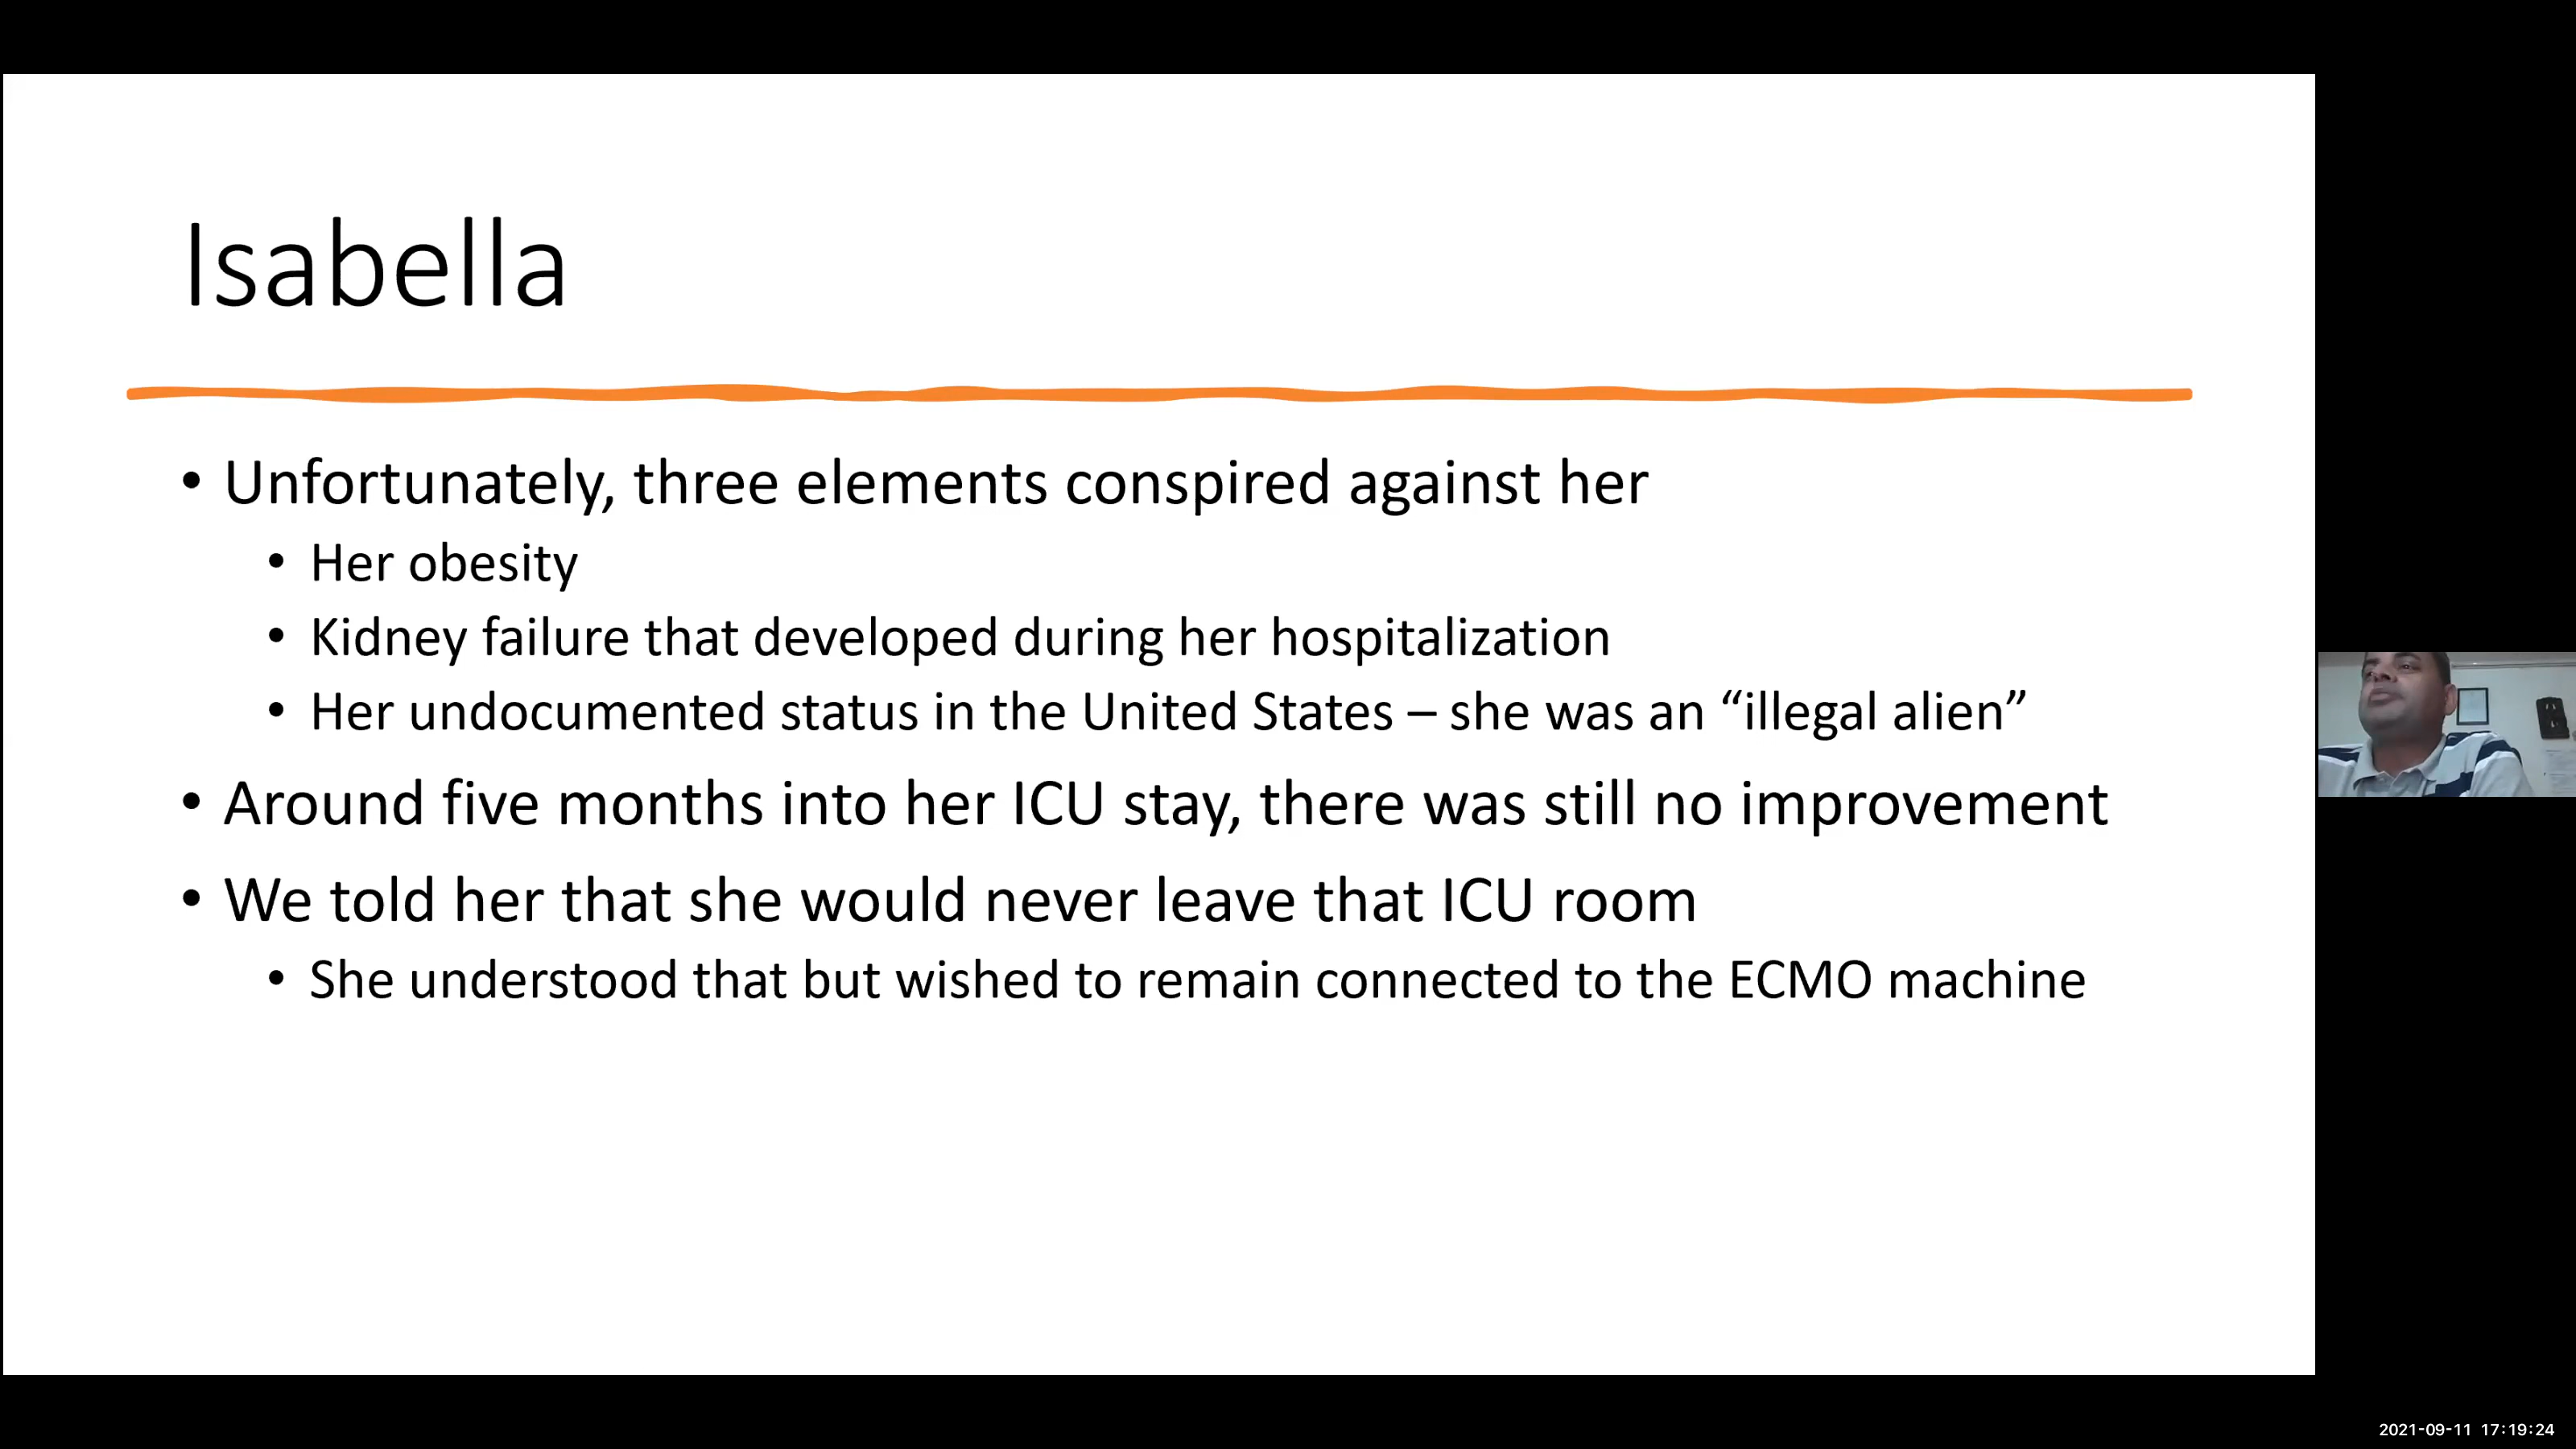 Isabella
• Unfortunately, three elements conspired against her
• Her obesity
• Kidney failure that developed during her hospitalization
• Her undocumented status in the United States – she was an “illegal alien”
• Around five months into her ICU stay, there was still no improvement
• We told her that she would never leave that ICU room
• She understood that but wished to remain connected to the ECMO machine
2021-09-11 17:19:24